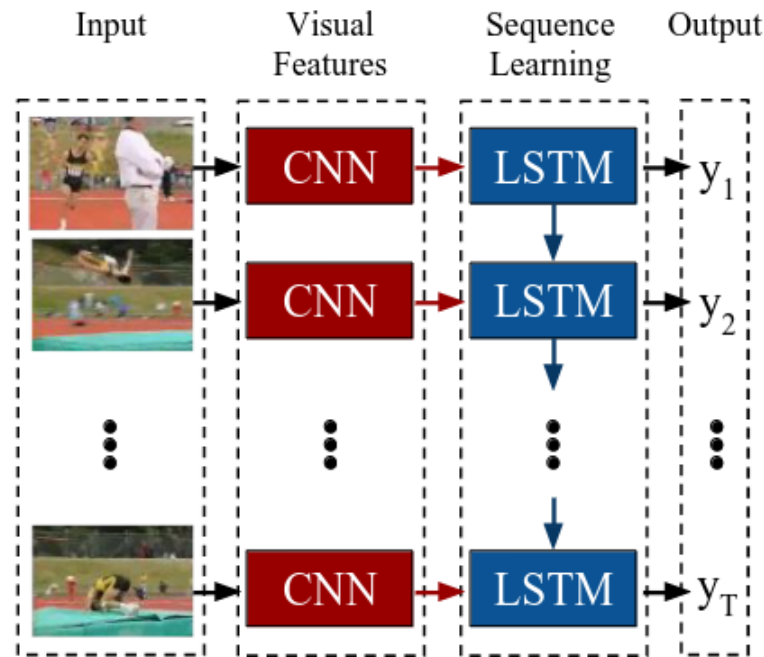 Input
Visual
Features
Sequence
Learning
Output
CNN
LSTM
y1
CNN
LSTM
y2
CNN
LSTM
yT